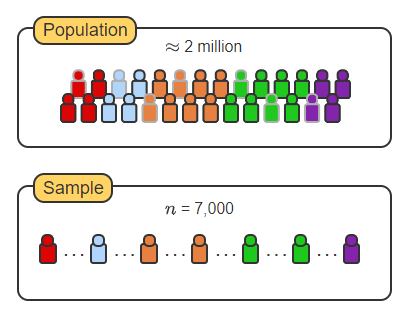 Population
≈ 2 million
Sample
n = 7,000
... ... ... ... ... ...